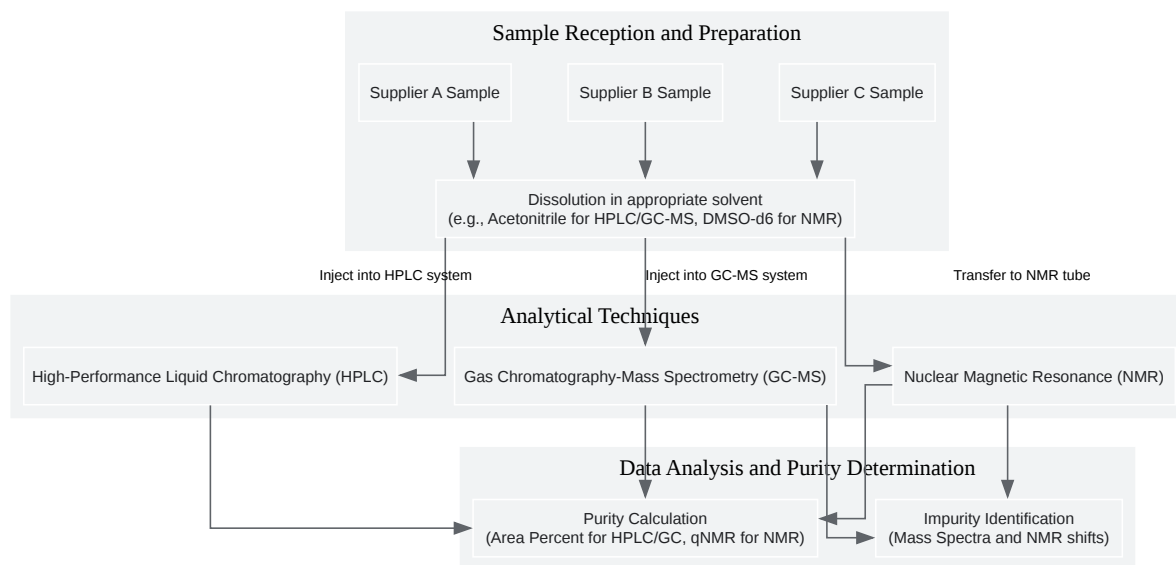 Sample Reception and Preparation
Supplier A Sample
Supplier B Sample
Supplier C Sample
Dissolution in appropriate solvent
(e.g., Acetonitrile for HPLC/GC-MS, DMSO-d6 for NMR)
Inject into HPLC system
Inject into GC-MS system
Transfer to NMR tube
Analytical Techniques
High-Performance Liquid Chromatography (HPLC)
Gas Chromatography-Mass Spectrometry (GC-MS)
Nuclear Magnetic Resonance (NMR)
Data Analysis and Purity Determination
Purity Calculation
(Area Percent for HPLC/GC, qNMR for NMR)
Impurity Identification
(Mass Spectra and NMR shifts)